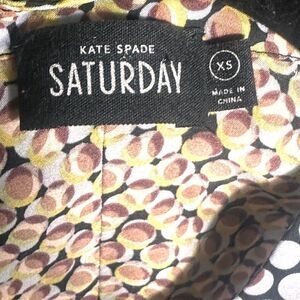 KATE SPADE
SATURDAY
XS
MADE IN
CHINA